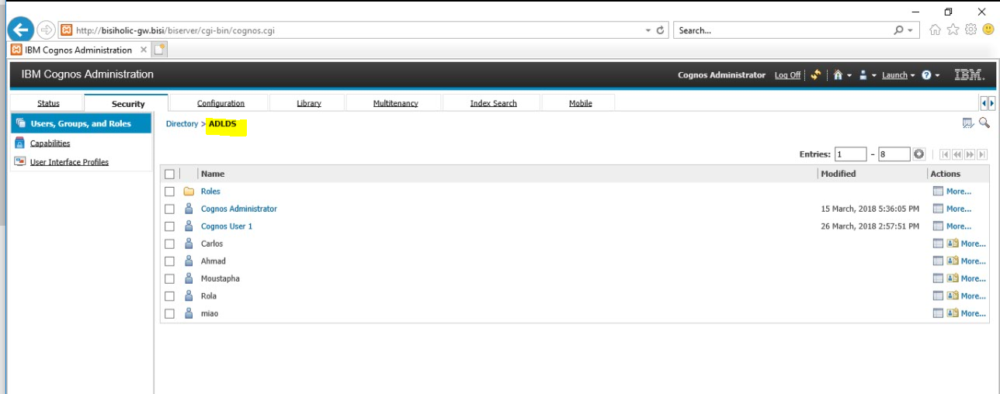 http://bisiholic-gw.bisi/biserver/cgi-bin/cognos.cgi
Search...
IBM Cognos Administration
IBM Cognos Administration
Cognos Administrator Log Off Launch IBM.
Status Security Configuration Library Multitenancy Index Search Mobile
Users, Groups, and Roles
Capabilities
User Interface Profiles
Directory > ADLDS
Entries: 1 - 8
Name Modified Actions
Roles More...
Cognos Administrator 15 March, 2018 5:36:05 PM More...
Cognos User 1 26 March, 2018 2:57:51 PM More...
Carlos More...
Ahmad More...
Moustapha More...
Rola More...
miao More...